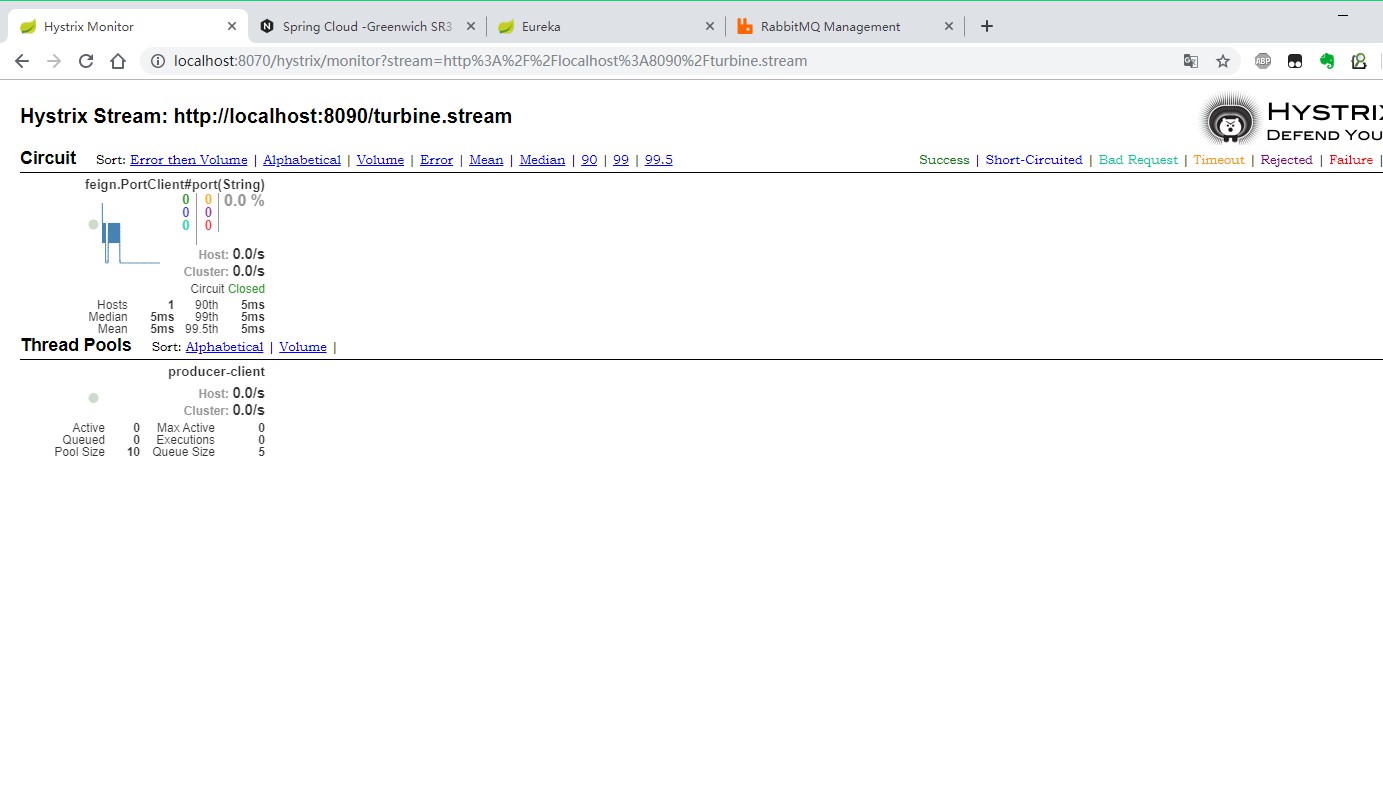 Hystrix Monitor
Spring Cloud -Greenwich SR3
Eureka
RabbitMQ Management
localhost:8070/hystrix/monitor?stream=http%3A%2F%2Flocalhost%3A8090%2Fturbine.stream
ABP
Hystrix Stream: http://localhost:8090/turbine.stream
HYSTRIX
DEFEND YOU
Circuit Sort: Error then Volume | Alphabetical | Volume | Error | Mean | Median | 90 | 99 | 99.5
Success | Short-Circuited | Bad Request | Timeout | Rejected | Failure |
feign.PortClient#port(String)
0 0 0.0 %
0 0
0 0
Host: 0.0/s
Cluster: 0.0/s
Circuit Closed
Hosts 1 90th 5ms
Median 5ms 99th 5ms
Mean 5ms 99.5th 5ms
Thread Pools Sort: Alphabetical | Volume |
producer-client
Host: 0.0/s
Cluster: 0.0/s
Active 0 Max Active 0
Queued 0 Executions 0
Pool Size 10 Queue Size 5